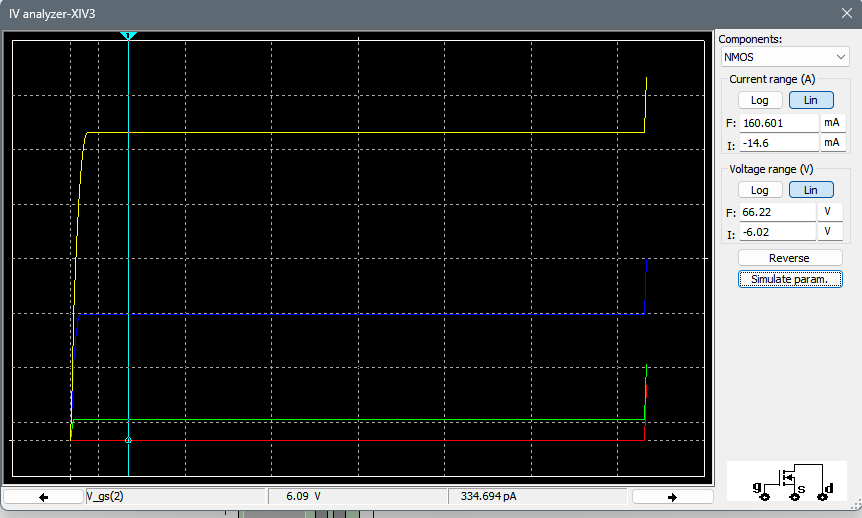 IV analyzer-XIV3
1
Components:
NMOS
Current range (A)
Log Lin
F: 160.601 mA
I: -14.6 mA
Voltage range (V)
Log Lin
F: 66.22 V
I: -6.02 V
Reverse
Simulate param.
g s d
V_gs(2) 6.09 V 334.694 pA